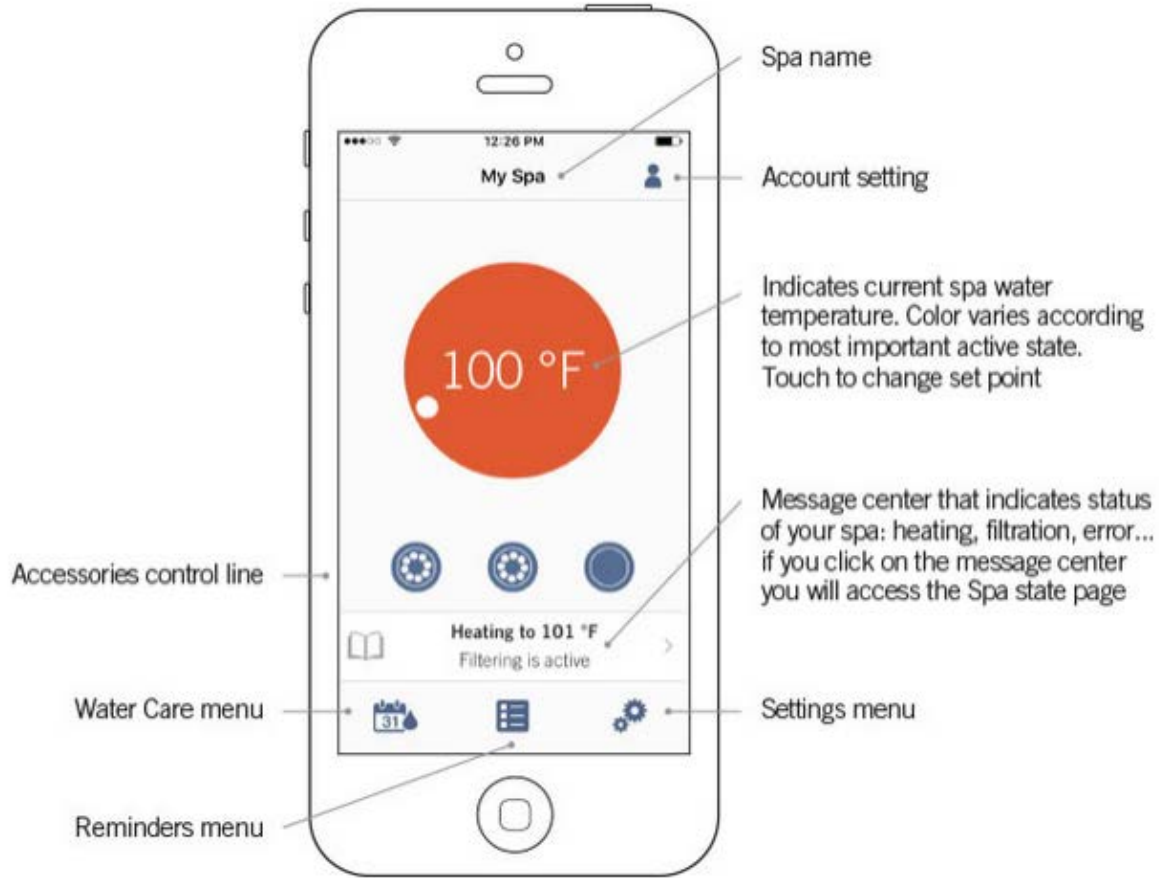 Spa name
12:26 PM
My Spa
Account setting
Indicates current spa water
temperature. Color varies according
to most important active state.
Touch to change set point
100 °F
Message center that indicates status
of your spa: heating, filtration, error...
if you click on the message center
you will access the Spa state page
Accessories control line
Heating to 101 °F
Filtering is active
Water Care menu
31
Settings menu
Reminders menu